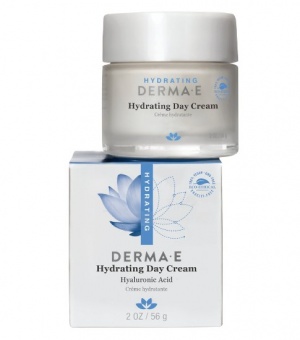 HYDRATING
DERMA·E
Hydrating Day Cream
Crème hydratante
HYDRATING
DERMA·E
Hydrating Day Cream
Hyaluronic Acid
Crème hydratante
2 OZ / 56 g